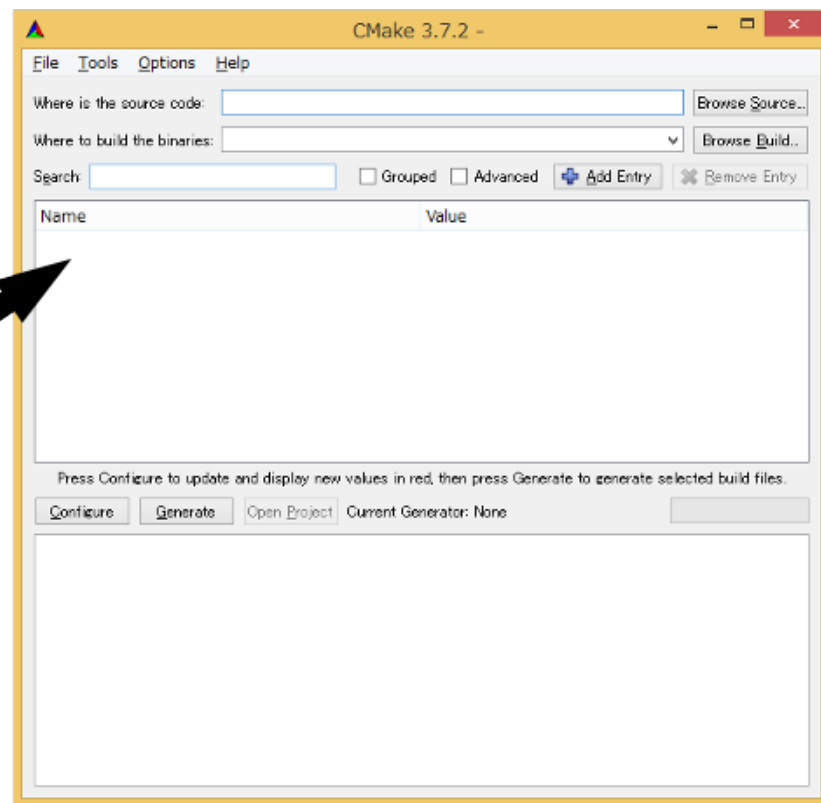 CMake 3.7.2 -
File Tools Options Help
Where is the source code: Browse Source...
Where to build the binaries: Browse Build...
Search: Grouped Advanced Add Entry Remove Entry
Name Value
Press Configure to update and display new values in red, then press Generate to generate selected build files.
Configure Generate Open Project Current Generator: None